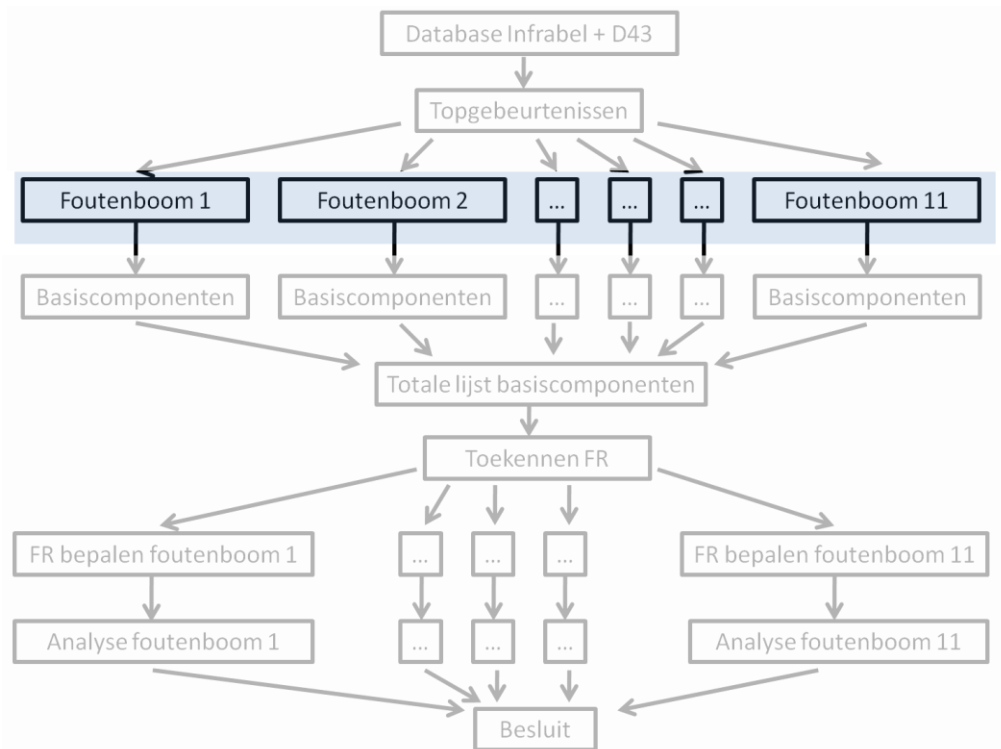 Database Infrabel + D43
Topgebeurtenissen
Foutenboom 1 Foutenboom 2 ... ... ... Foutenboom 11
Basiscomponenten Basiscomponenten ... ... ... Basiscomponenten
Totale lijst basiscomponenten
Toekennen FR
FR bepalen foutenboom 1 ... ... ... FR bepalen foutenboom 11
Analyse foutenboom 1 ... ... ... Analyse foutenboom 11
Besluit